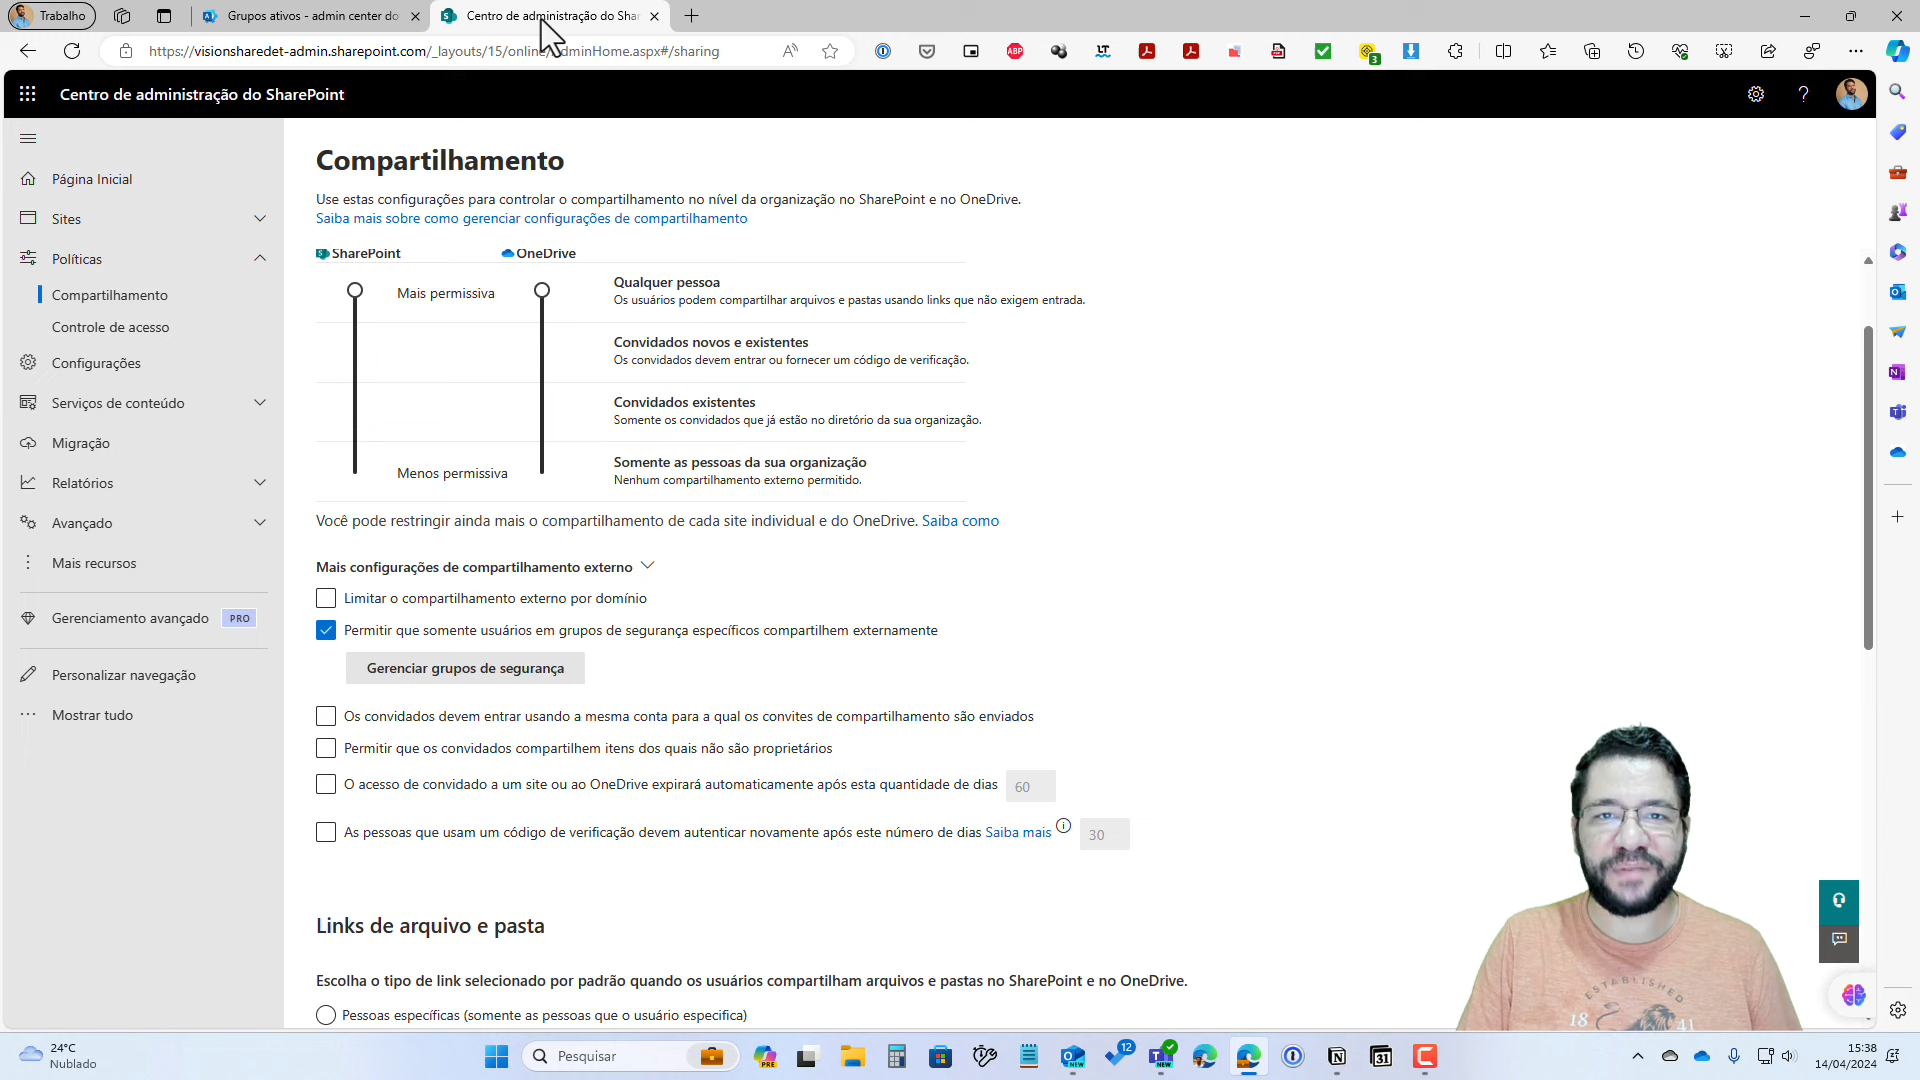 Trabalho
Grupos ativos - admin center do
Centro de administração do Shar
https://visionsharedet-admin.sharepoint.com/_layouts/15/online/AdminHome.aspx#/sharing
ABP
LT
3
Centro de administração do SharePoint
Página Inicial
Sites
Políticas
Compartilhamento
Controle de acesso
Configurações
Serviços de conteúdo
Migração
Relatórios
Avançado
Mais recursos
Gerenciamento avançado PRO
Personalizar navegação
Mostrar tudo
Compartilhamento
Use estas configurações para controlar o compartilhamento no nível da organização no SharePoint e no OneDrive.
Saiba mais sobre como gerenciar configurações de compartilhamento
SharePoint OneDrive
Mais permissiva
Qualquer pessoa
Os usuários podem compartilhar arquivos e pastas usando links que não exigem entrada.
Convidados novos e existentes
Os convidados devem entrar ou fornecer um código de verificação.
Convidados existentes
Somente os convidados que já estão no diretório da sua organização.
Menos permissiva
Somente as pessoas da sua organização
Nenhum compartilhamento externo permitido.
Você pode restringir ainda mais o compartilhamento de cada site individual e do OneDrive. Saiba como
Mais configurações de compartilhamento externo
Limitar o compartilhamento externo por domínio
Permitir que somente usuários em grupos de segurança específicos compartilhem externamente
Gerenciar grupos de segurança
Os convidados devem entrar usando a mesma conta para a qual os convites de compartilhamento são enviados
Permitir que os convidados compartilhem itens dos quais não são proprietários
O acesso de convidado a um site ou ao OneDrive expirará automaticamente após esta quantidade de dias 60
As pessoas que usam um código de verificação devem autenticar novamente após este número de dias Saiba mais 30
Links de arquivo e pasta
Escolha o tipo de link selecionado por padrão quando os usuários compartilham arquivos e pastas no SharePoint e no OneDrive.
Pessoas específicas (somente as pessoas que o usuário especifica)
ESTABLISHED
18 41
24°C
Nublado
Pesquisar
PRE
NEW
12
NEW
31
15:38
14/04/2024